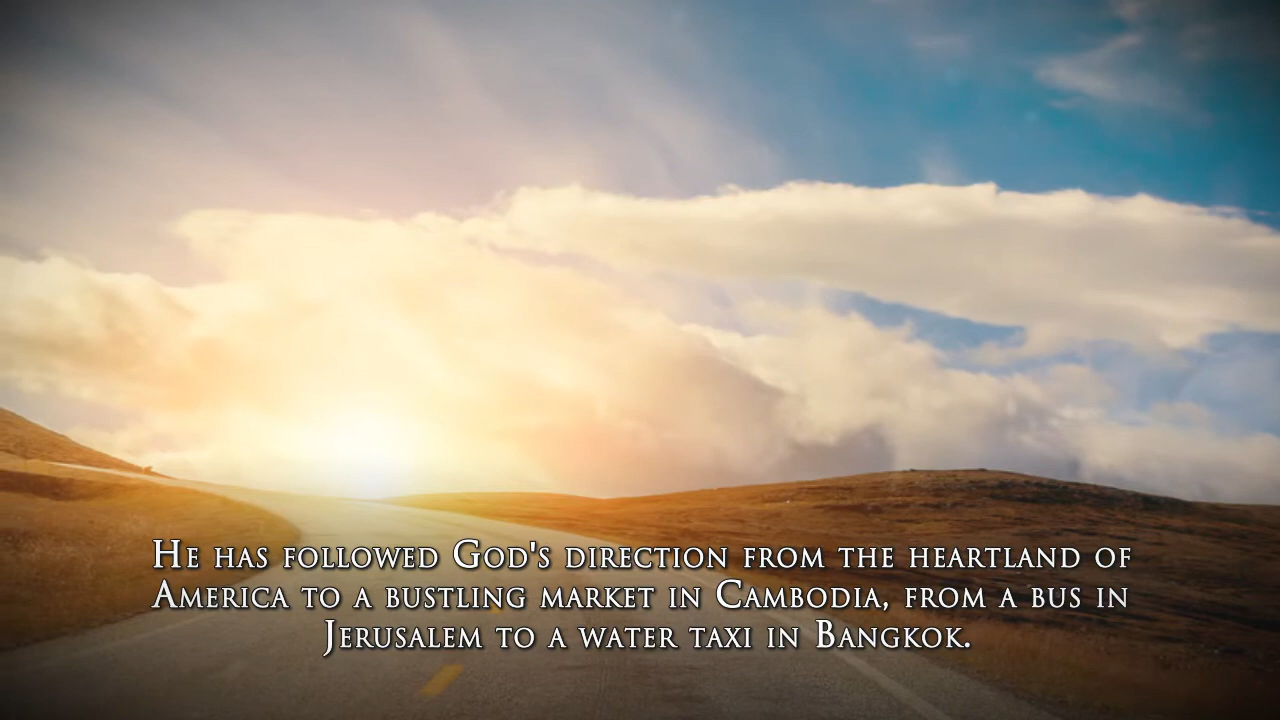 He has followed God's direction from the heartland of
America to a bustling market in Cambodia, from a bus in
Jerusalem to a water taxi in Bangkok.